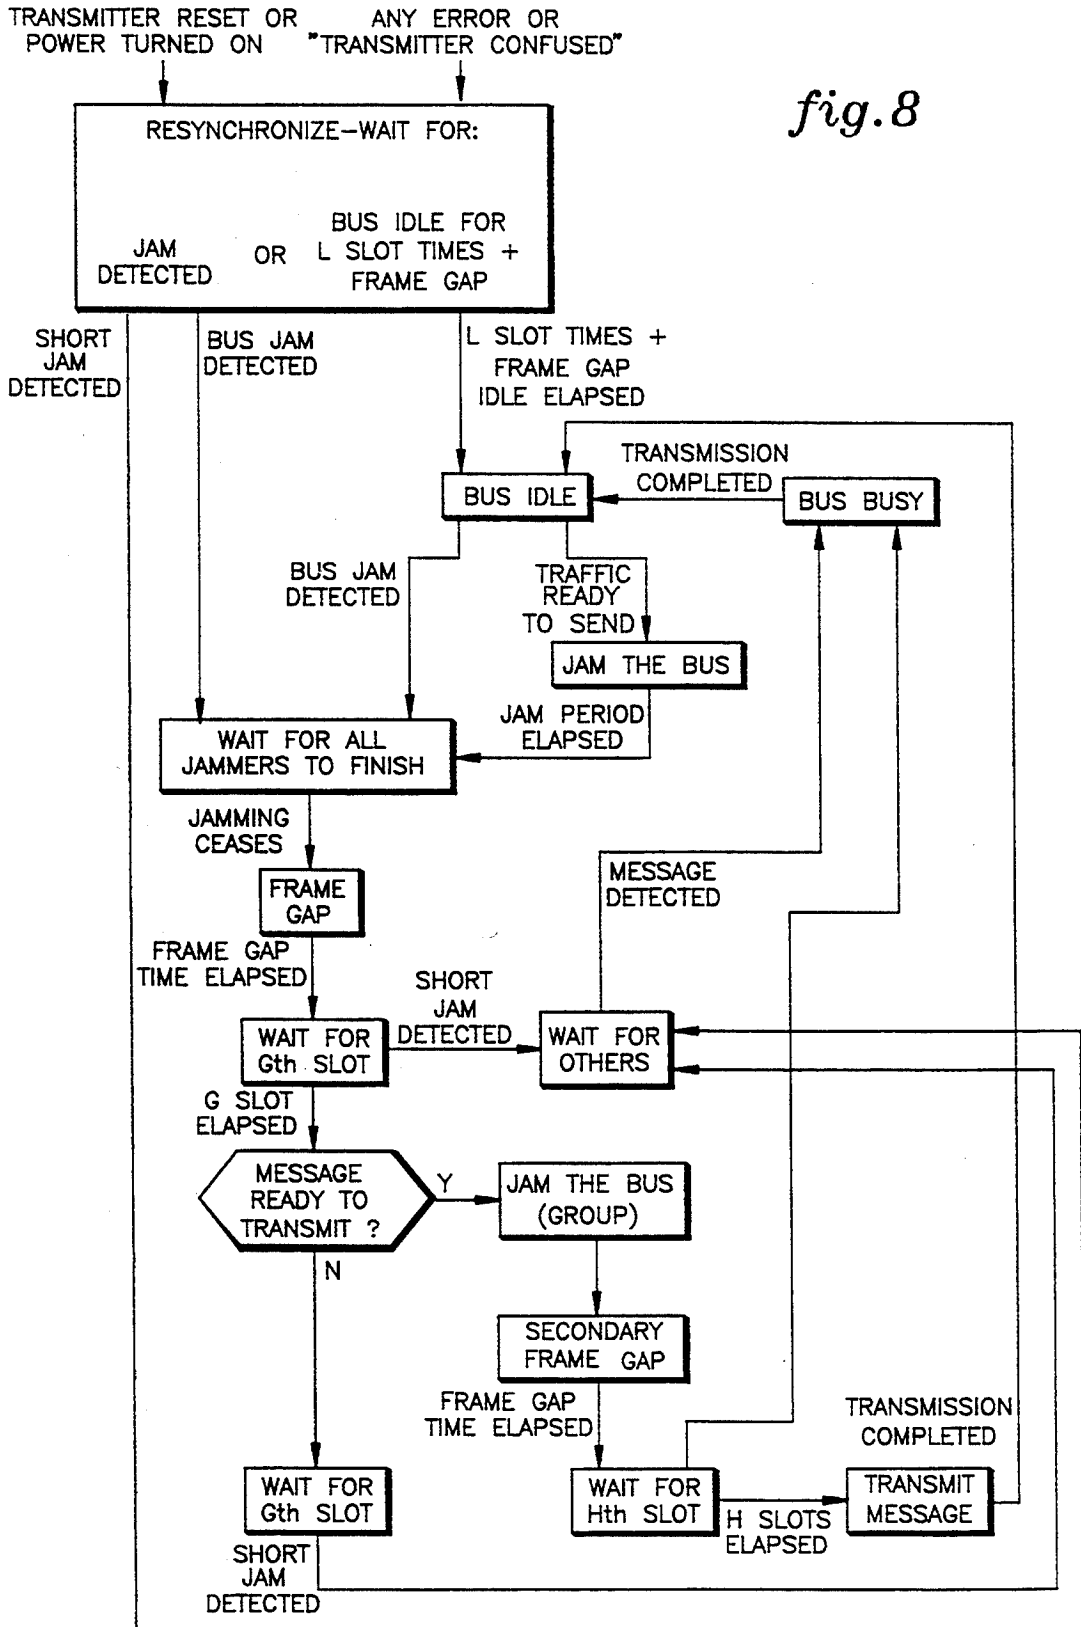 TRANSMITTER RESET OR
POWER TURNED ON
ANY ERROR OR
"TRANSMITTER CONFUSED"
fig.8
RESYNCHRONIZE-WAIT FOR:
JAM
DETECTED
OR
BUS IDLE FOR
L SLOT TIMES +
FRAME GAP
SHORT
JAM
DETECTED
BUS JAM
DETECTED
L SLOT TIMES +
FRAME GAP
IDLE ELAPSED
TRANSMISSION
COMPLETED
BUS IDLE
BUS BUSY
BUS JAM
DETECTED
TRAFFIC
READY
TO SEND
JAM THE BUS
JAM PERIOD
ELAPSED
WAIT FOR ALL
JAMMERS TO FINISH
JAMMING
CEASES
MESSAGE
DETECTED
FRAME
GAP
FRAME GAP
TIME ELAPSED
SHORT
JAM
DETECTED
WAIT FOR
Gth SLOT
WAIT FOR
OTHERS
G SLOT
ELAPSED
MESSAGE
READY TO
TRANSMIT ?
Y
JAM THE BUS
(GROUP)
N
SECONDARY
FRAME GAP
FRAME GAP
TIME ELAPSED
TRANSMISSION
COMPLETED
WAIT FOR
Gth SLOT
WAIT FOR
Hth SLOT
H SLOTS
ELAPSED
TRANSMIT
MESSAGE
SHORT
JAM
DETECTED